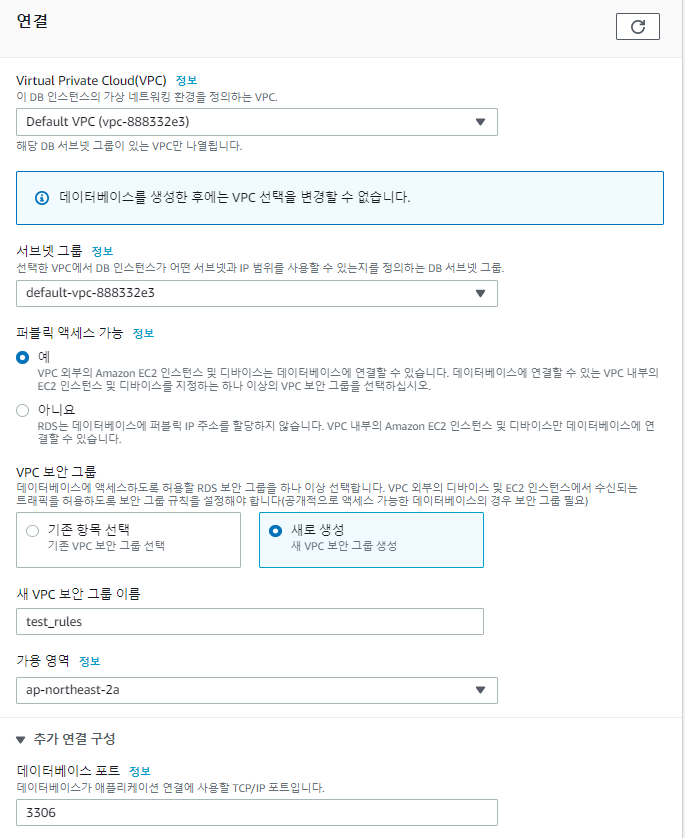 연결
Virtual Private Cloud(VPC) 정보
이 DB 인스턴스의 가상 네트워킹 환경을 정의하는 VPC.
Default VPC (vpc-888332e3)
해당 DB 서브넷 그룹이 있는 VPC만 나열됩니다.
데이터베이스를 생성한 후에는 VPC 선택을 변경할 수 없습니다.
서브넷 그룹 정보
선택한 VPC에서 DB 인스턴스가 어떤 서브넷과 IP 범위를 사용할 수 있는지를 정의하는 DB 서브넷 그룹.
default-vpc-888332e3
퍼블릭 액세스 가능 정보
예
VPC 외부의 Amazon EC2 인스턴스 및 디바이스는 데이터베이스에 연결할 수 있습니다. 데이터베이스에 연결할 수 있는 VPC 내부의
EC2 인스턴스 및 디바이스를 지정하는 하나 이상의 VPC 보안 그룹을 선택하십시오.
아니요
RDS는 데이터베이스에 퍼블릭 IP 주소를 할당하지 않습니다. VPC 내부의 Amazon EC2 인스턴스 및 디바이스만 데이터베이스에 연
결할 수 있습니다.
VPC 보안 그룹
데이터베이스에 액세스하도록 허용할 RDS 보안 그룹을 하나 이상 선택합니다. VPC 외부의 디바이스 및 EC2 인스턴스에서 수신되는
트래픽을 허용하도록 보안 그룹 규칙을 설정해야 합니다(공개적으로 액세스 가능한 데이터베이스의 경우 보안 그룹 필요)
기존 항목 선택
기존 VPC 보안 그룹 선택
새로 생성
새 VPC 보안 그룹 생성
새 VPC 보안 그룹 이름
test_rules
가용 영역 정보
ap-northeast-2a
추가 연결 구성
데이터베이스 포트 정보
데이터베이스가 애플리케이션 연결에 사용할 TCP/IP 포트입니다.
3306